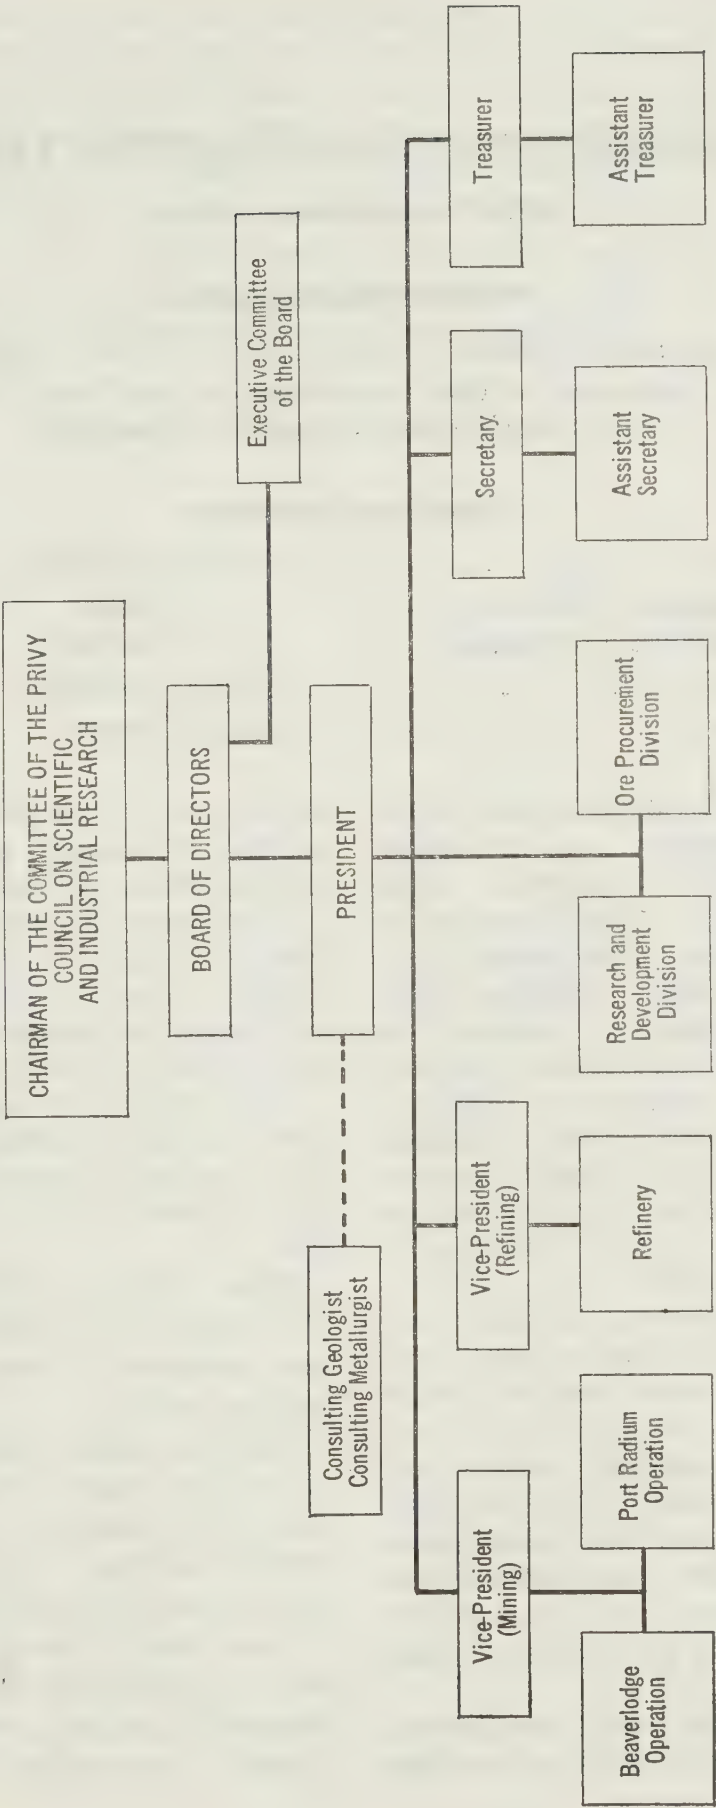 CHAIRMAN OF THE COMMITTEE OF THE PRIVY
COUNCIL ON SCIENTIFIC
AND INDUSTRIAL RESEARCH
BOARD OF DIRECTORS
Executive Committee
of the Board
PRESIDENT
Consulting Geologist
Consulting Metallurgist
Vice-President
(Mining)
Vice-President
(Refining)
Secretary
Treasurer
Beaverlodge
Operation
Port Radium
Operation
Refinery
Research and
Development
Division
Ore Procurement
Division
Assistant
Secretary
Assistant
Treasurer